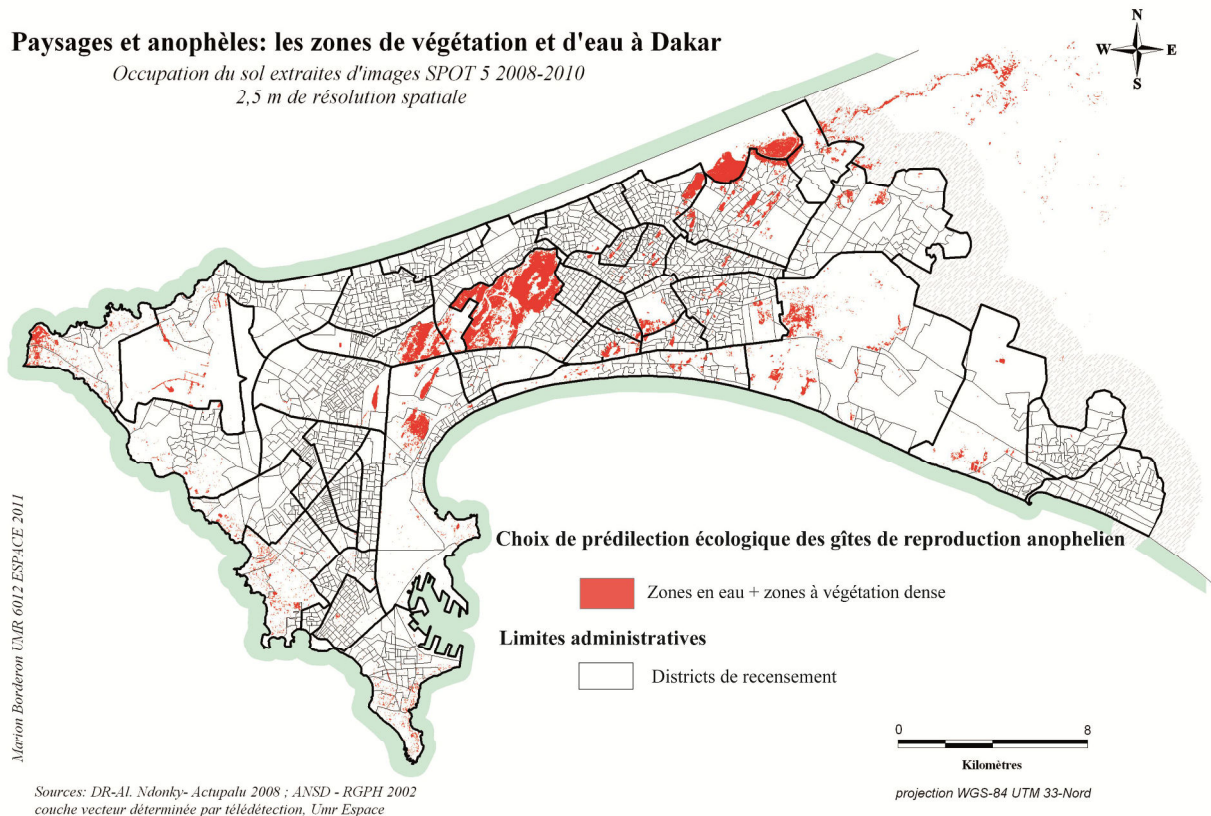 Paysages et anophèles: les zones de végétation et d'eau à Dakar
Occupation du sol extraites d'images SPOT 5 2008-2010
2,5 m de résolution spatiale
N
W E
S
Choix de prédilection écologique des gîtes de reproduction anophelien
Zones en eau + zones à végétation dense
Limites administratives
Districts de recensement
0 8
Kilomètres
projection WGS-84 UTM 33-Nord
Marion Borderon UMR 6012 ESPACE 2011
Sources: DR-Al. Ndonky- Actupalu 2008 ; ANSD - RGPH 2002
couche vecteur déterminée par télédétection, Umr Espace